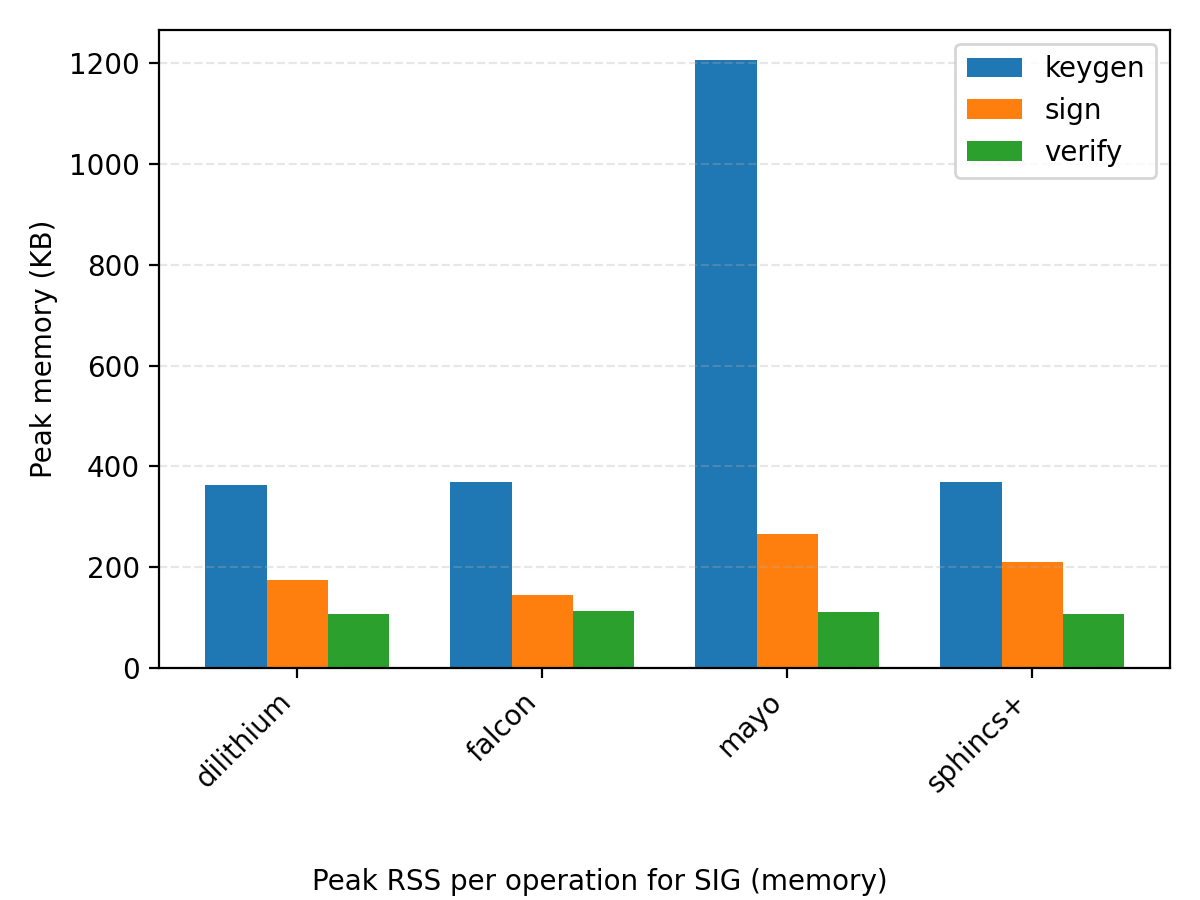 1200
1000
800
600
400
200
0
Peak memory (KB)
keygen
sign
verify
dilithium
falcon
mayo
sphincs+
Peak RSS per operation for SIG (memory)